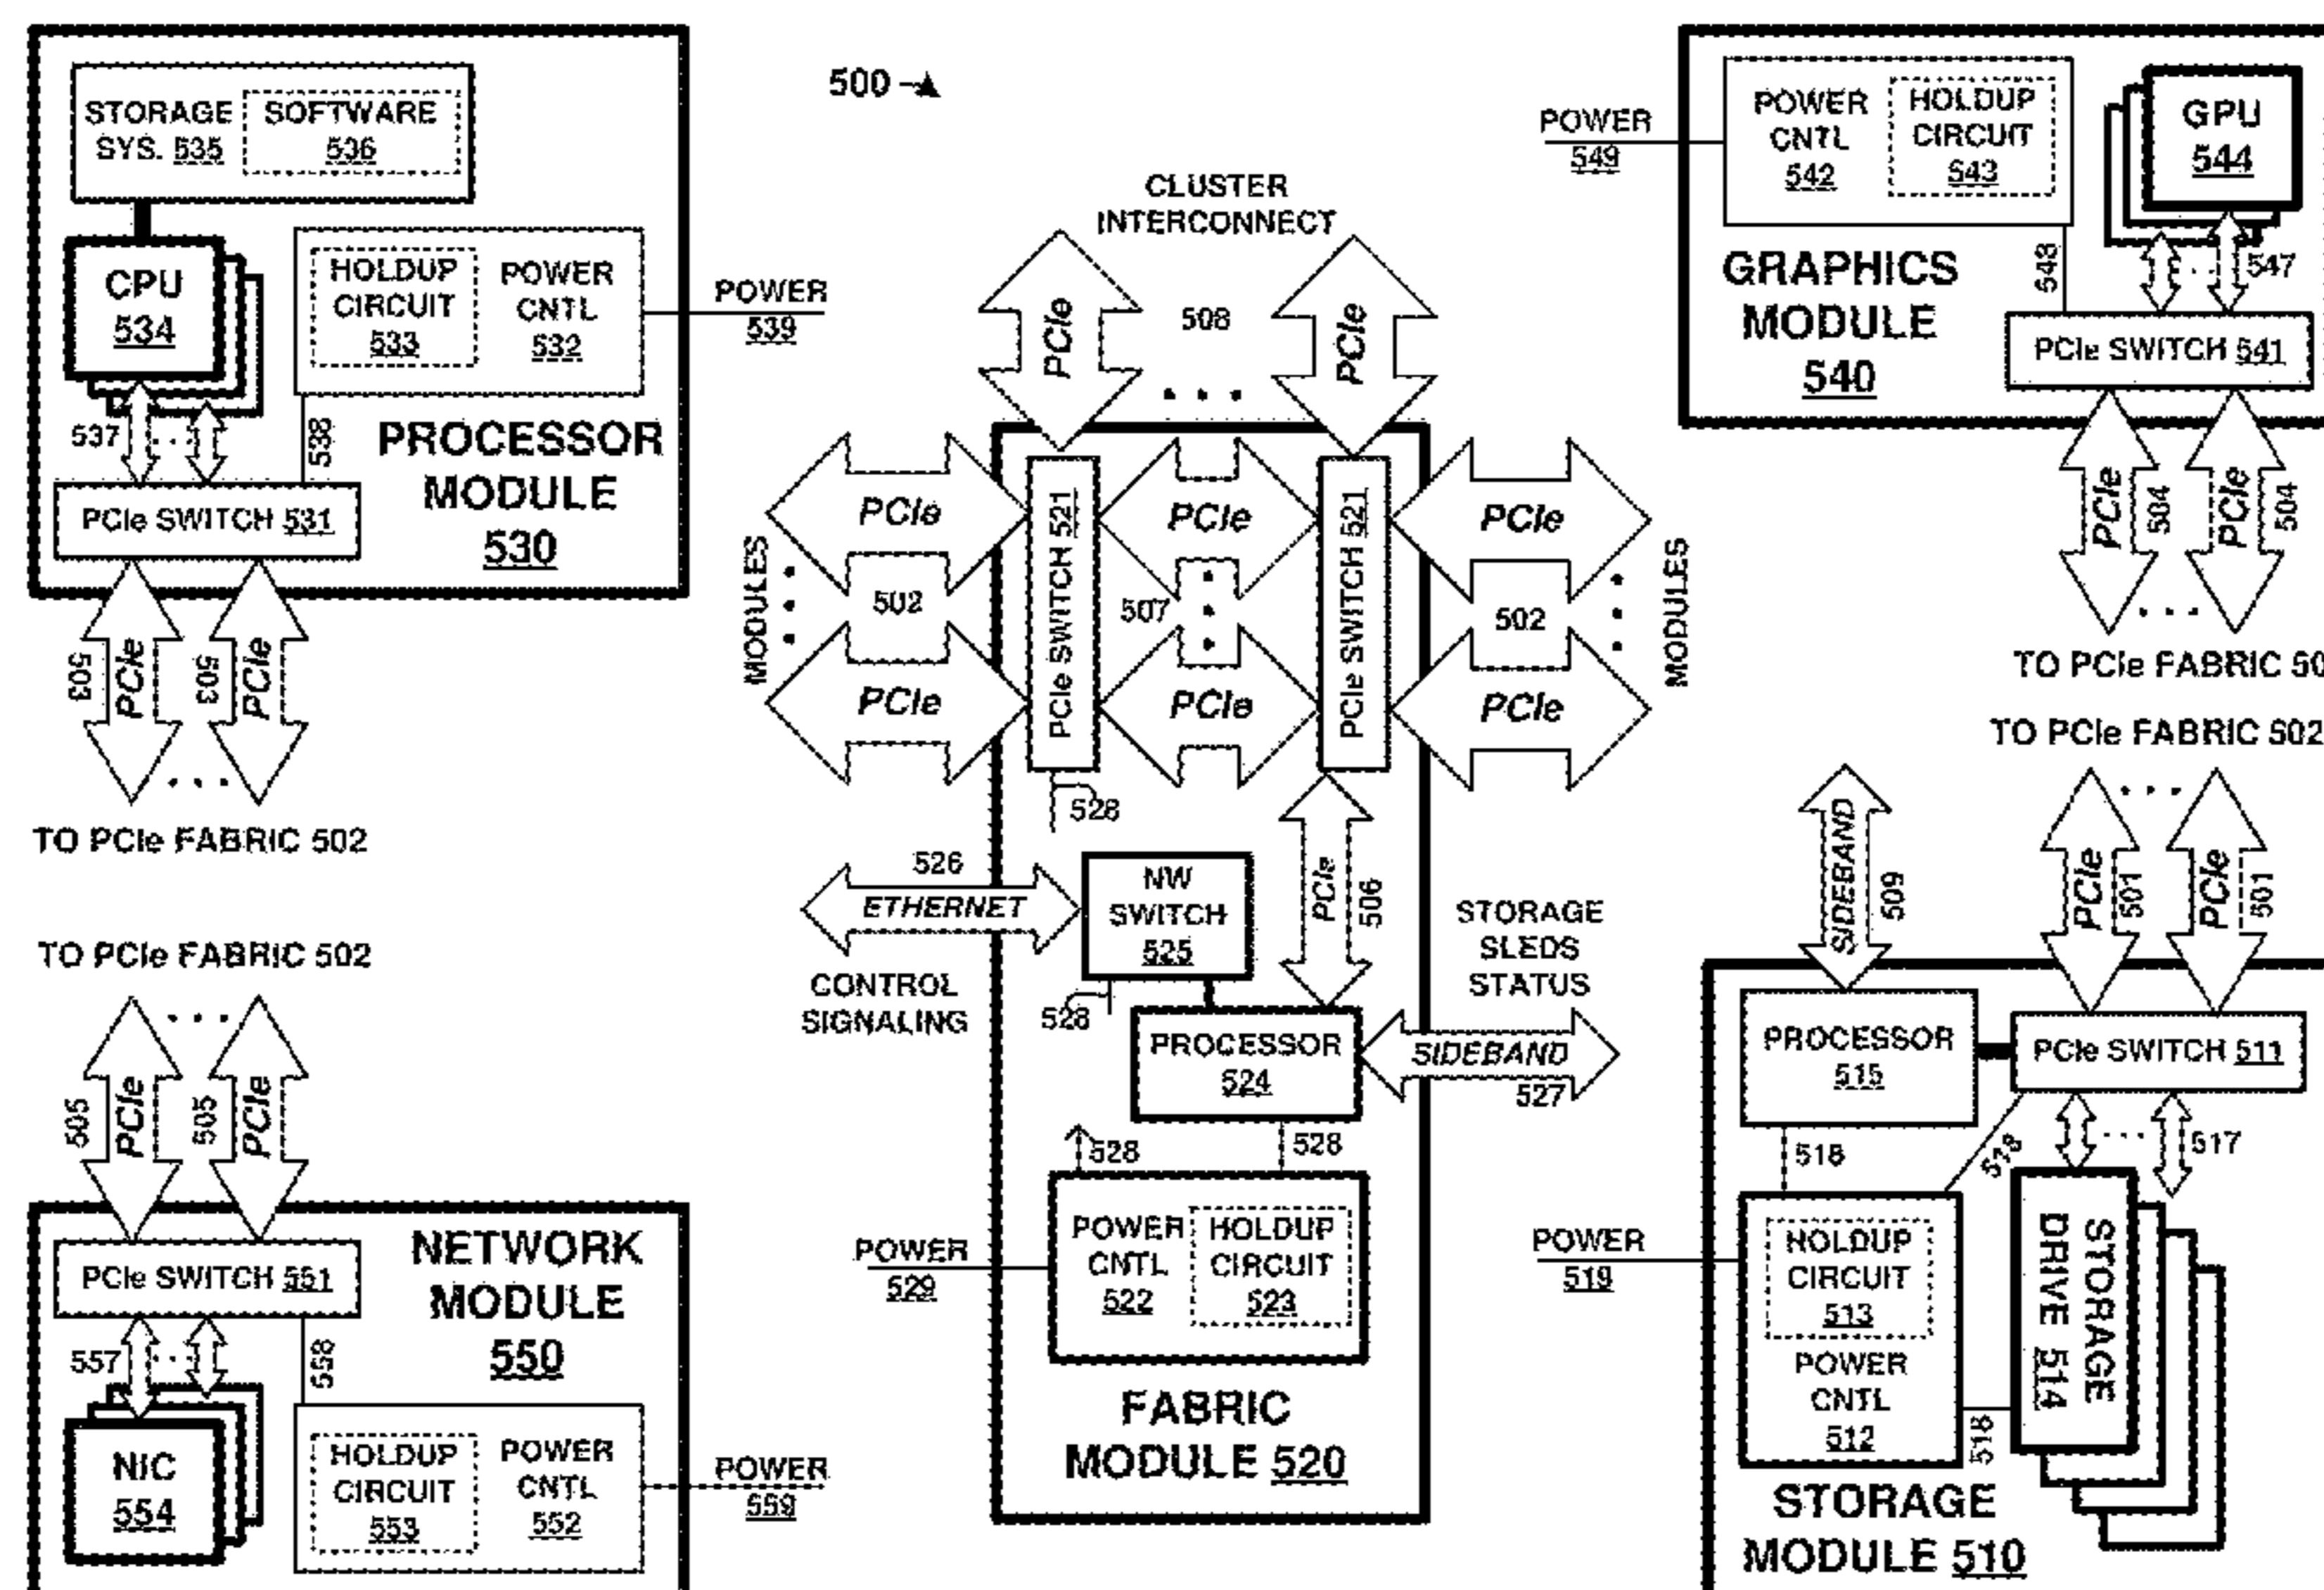 500
STORAGE
SYS. 535
SOFTWARE
536
CPU
534
HOLDUP
CIRCUIT
533
POWER
CNTL
532
POWER
539
537
538
PROCESSOR
MODULE
530
PCIe SWITCH 531
503
PCIe
503
PCIe
TO PCIe FABRIC 502
TO PCIe FABRIC 502
505
PCIe
505
PCIe
PCIe SWITCH 551
NETWORK
MODULE
550
557
558
NIC
554
HOLDUP
CIRCUIT
553
POWER
CNTL
552
POWER
559
CLUSTER
INTERCONNECT
PCIe
508
PCIe
MODULES
PCIe
502
PCIe
PCIe SWITCH 521
PCIe
507
PCIe
PCIe SWITCH 521
PCIe
502
PCIe
MODULES
528
526
ETHERNET
CONTROL
SIGNALING
NW
SWITCH
525
528
PCIe
506
STORAGE
SLEDS
STATUS
PROCESSOR
524
SIDEBAND
527
528
528
POWER
529
POWER
CNTL
522
HOLDUP
CIRCUIT
523
FABRIC
MODULE 520
POWER
549
POWER
CNTL
542
HOLDUP
CIRCUIT
543
GPU
544
GRAPHICS
MODULE
540
548
547
PCIe SWITCH 541
PCIe
504
PCIe
504
TO PCIe FABRIC 50
TO PCIe FABRIC 502
SIDEBAND
509
PCIe
501
PCIe
501
PROCESSOR
515
PCIe SWITCH 511
518
518
517
POWER
519
HOLDUP
CIRCUIT
513
POWER
CNTL
512
518
STORAGE
DRIVE 514
STORAGE
MODULE 510